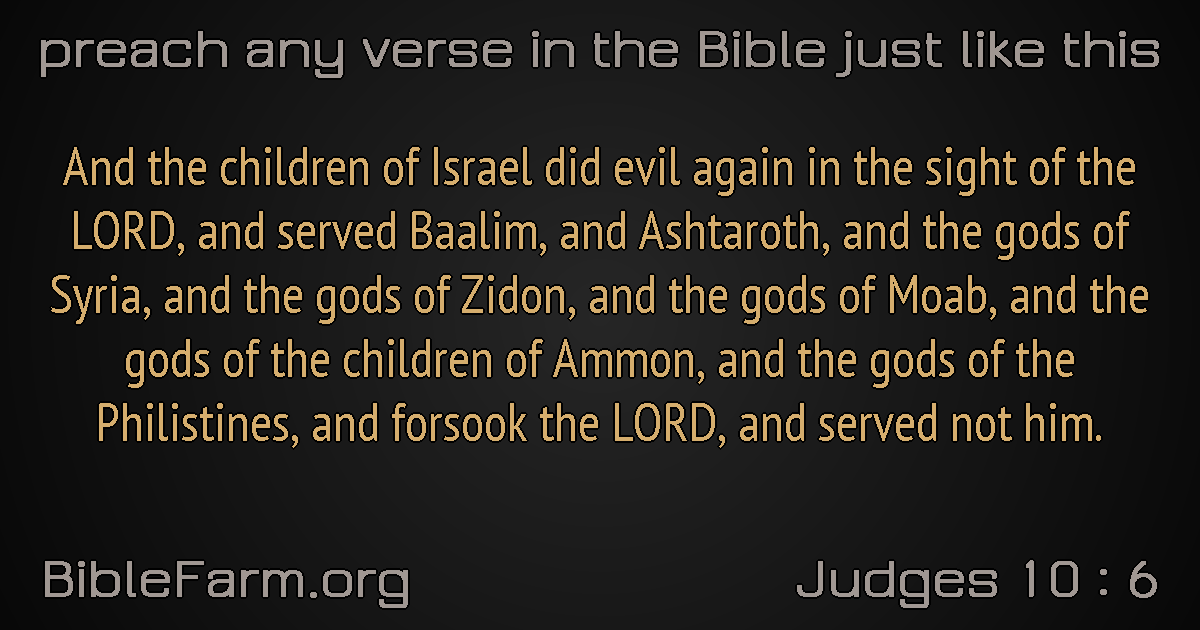 preach any verse in the Bible just like this
And the children of Israel did evil again in the sight of the
LORD, and served Baalim, and Ashtaroth, and the gods of
Syria, and the gods of Zidon, and the gods of Moab, and the
gods of the children of Ammon, and the gods of the
Philistines, and forsook the LORD, and served not him.
BibleFarm.org
Judges 10 : 6